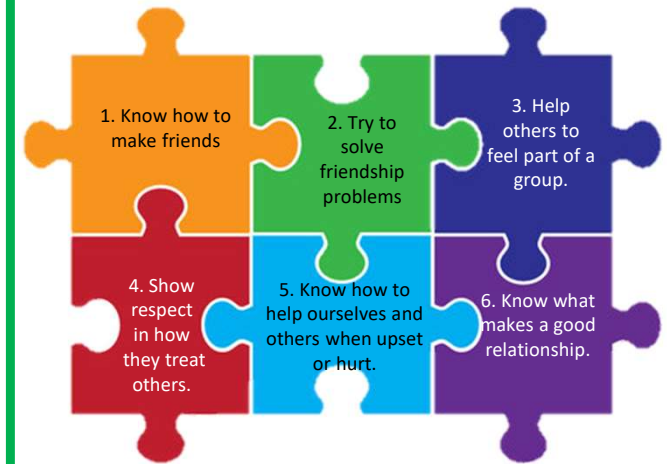 1. Know how to
make friends
2. Try to
solve
friendship
problems
3. Help
others to
feel part of a
group.
4. Show
respect
in how
they treat
others.
5. Know how to
help ourselves and
others when upset
or hurt.
6. Know what
makes a good
relationship.